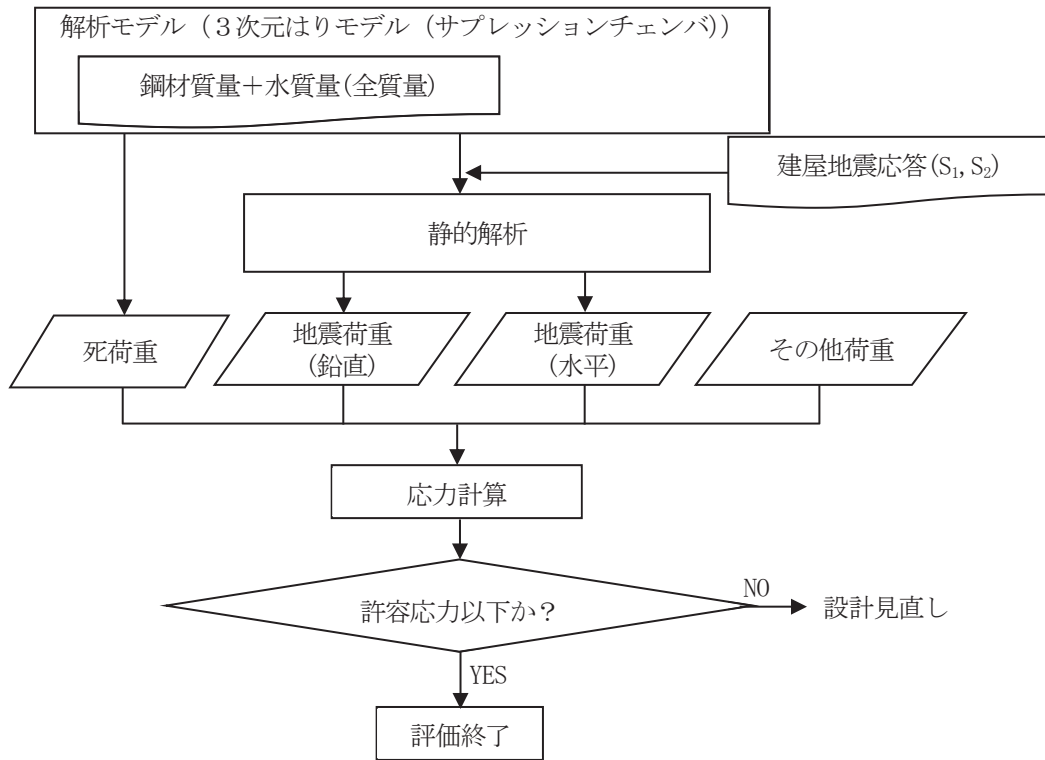 解析モデル（３次元はりモデル（サプレッションチェンバ））
鋼材質量＋水質量(全質量)
建屋地震応答(S₁, S₂)
静的解析
死荷重
地震荷重
(鉛直)
地震荷重
(水平)
その他荷重
応力計算
許容応力以下か？
NO
設計見直し
YES
評価終了